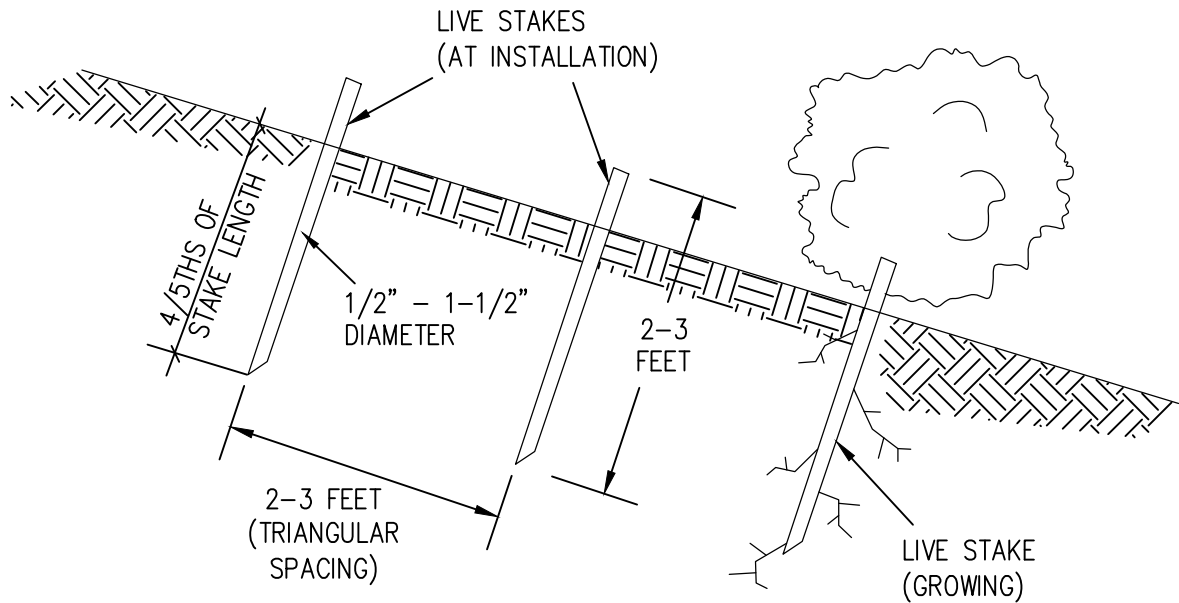 LIVE STAKES
(AT INSTALLATION)
4/5THS OF
STAKE LENGTH
1/2" - 1-1/2"
DIAMETER
2-3
FEET
2-3 FEET
(TRIANGULAR
SPACING)
LIVE STAKE
(GROWING)